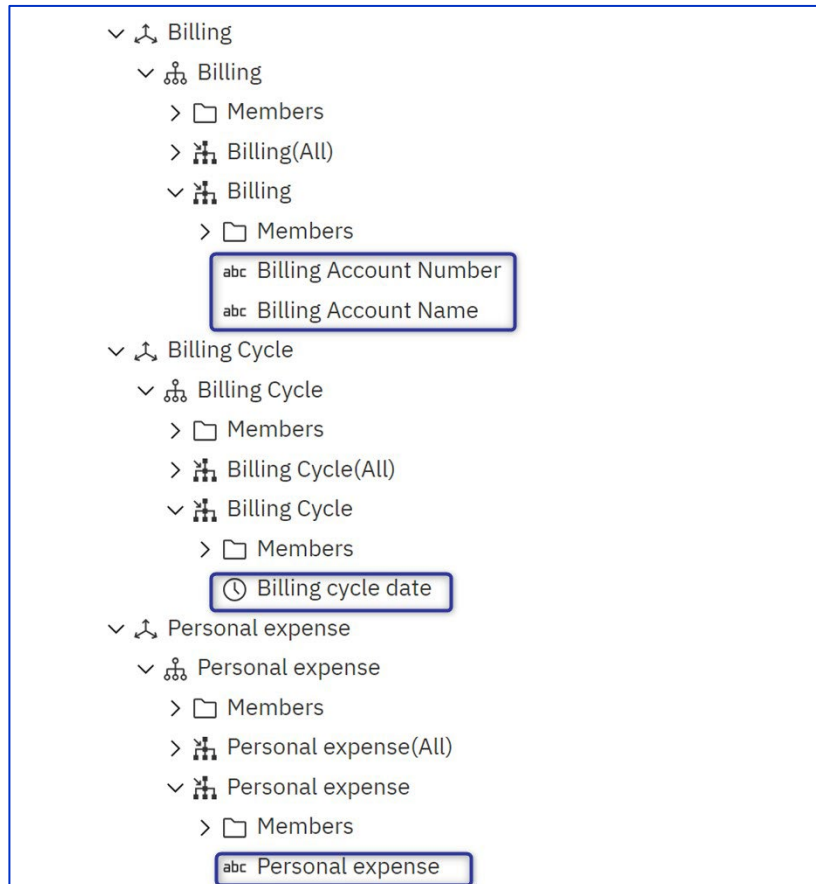 Billing
Billing
Members
Billing(All)
Billing
Members
abc Billing Account Number
abc Billing Account Name
Billing Cycle
Billing Cycle
Members
Billing Cycle(All)
Billing Cycle
Members
Billing cycle date
Personal expense
Personal expense
Members
Personal expense(All)
Personal expense
Members
abc Personal expense